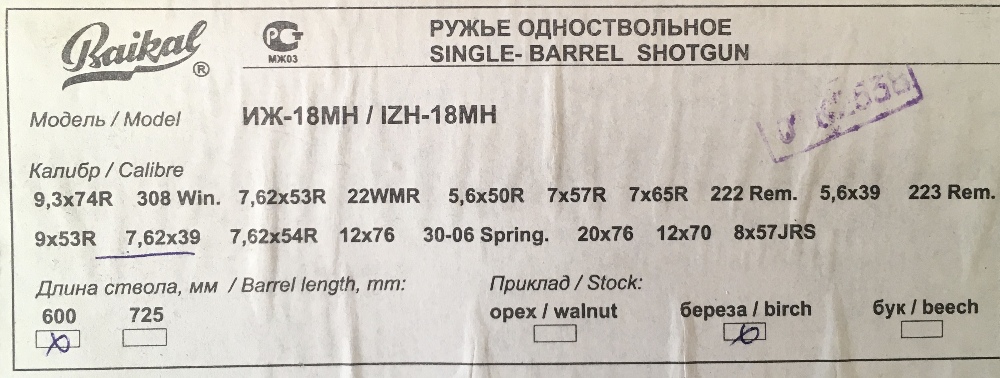 Baikal ®
РСТ
МЖ03
РУЖЬЕ ОДНОСТВОЛЬНОЕ
SINGLE- BARREL SHOTGUN
Модель / Model ИЖ-18МН / IZH-18MH
Калибр / Calibre
9,3x74R 308 Win. 7,62x53R 22WMR 5,6x50R 7x57R 7x65R 222 Rem. 5,6x39 223 Rem.
9x53R 7,62x39 7,62x54R 12x76 30-06 Spring. 20x76 12x70 8x57JRS
Длина ствола, мм / Barrel length, mm: Приклад / Stock:
600 725 орех / walnut береза / birch бук / beech